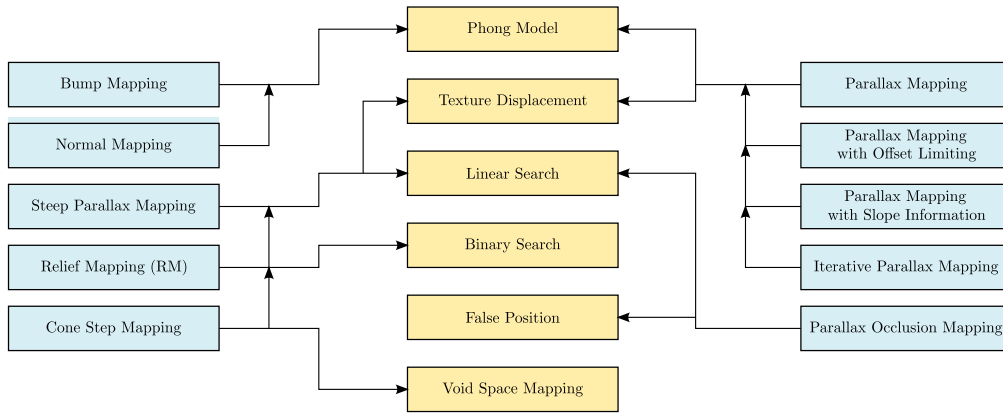 Phong Model
Bump Mapping
Texture Displacement
Parallax Mapping
Normal Mapping
Parallax Mapping
with Offset Limiting
Linear Search
Steep Parallax Mapping
Parallax Mapping
with Slope Information
Binary Search
Relief Mapping (RM)
Iterative Parallax Mapping
False Position
Cone Step Mapping
Parallax Occlusion Mapping
Void Space Mapping